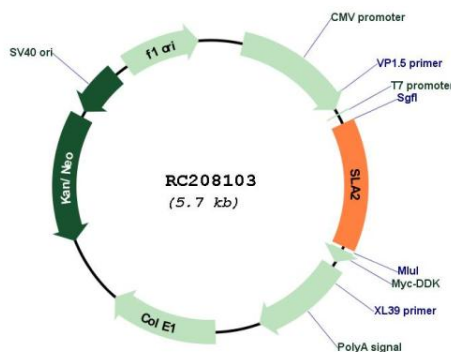 CMV promoter
SV40 ori
f1 ori
VP1.5 primer
T7 promoter
SgfI
Kan/Neo
RC208103
(5.7 kb)
SLA2
MluI
Myc-DDK
XL39 primer
Col E1
PolyA signal